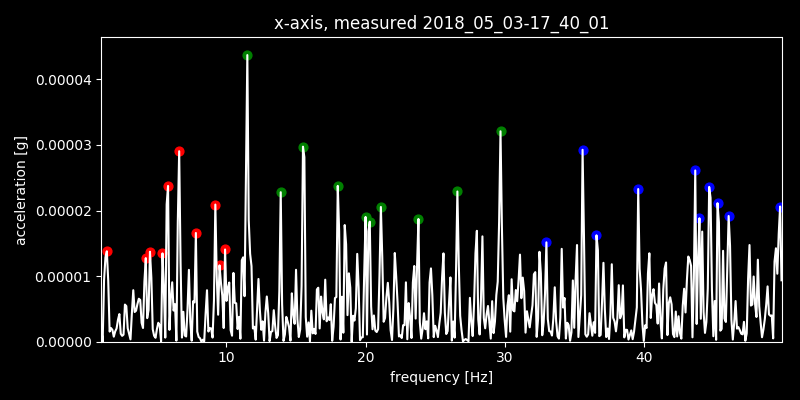 x-axis, measured 2018_05_03-17_40_01
0.00004
0.00003
0.00002
0.00001
0.00000
acceleration [g]
10 20 30 40
frequency [Hz]